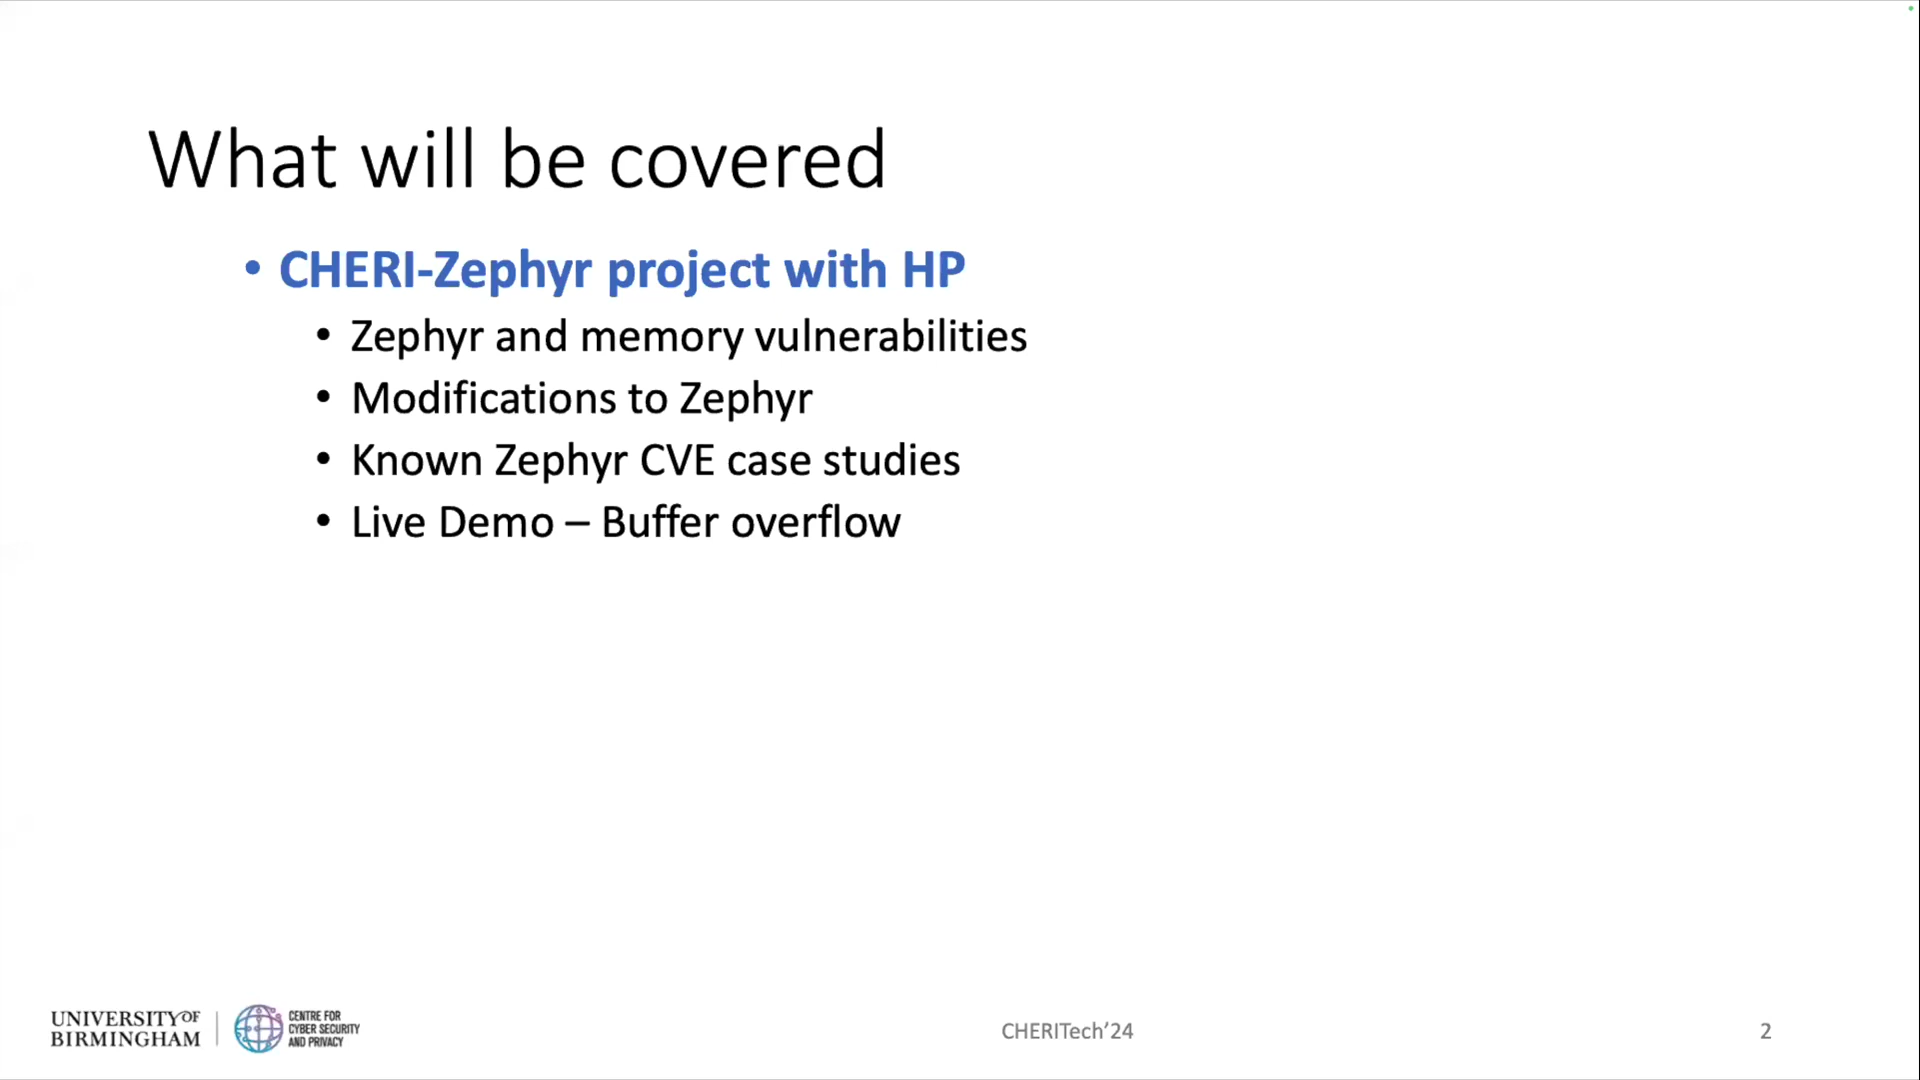 What will be covered
• CHERI-Zephyr project with HP
• Zephyr and memory vulnerabilities
• Modifications to Zephyr
• Known Zephyr CVE case studies
• Live Demo – Buffer overflow
UNIVERSITY OF
BIRMINGHAM
CENTRE FOR
CYBER SECURITY
AND PRIVACY
CHERITech’24
2